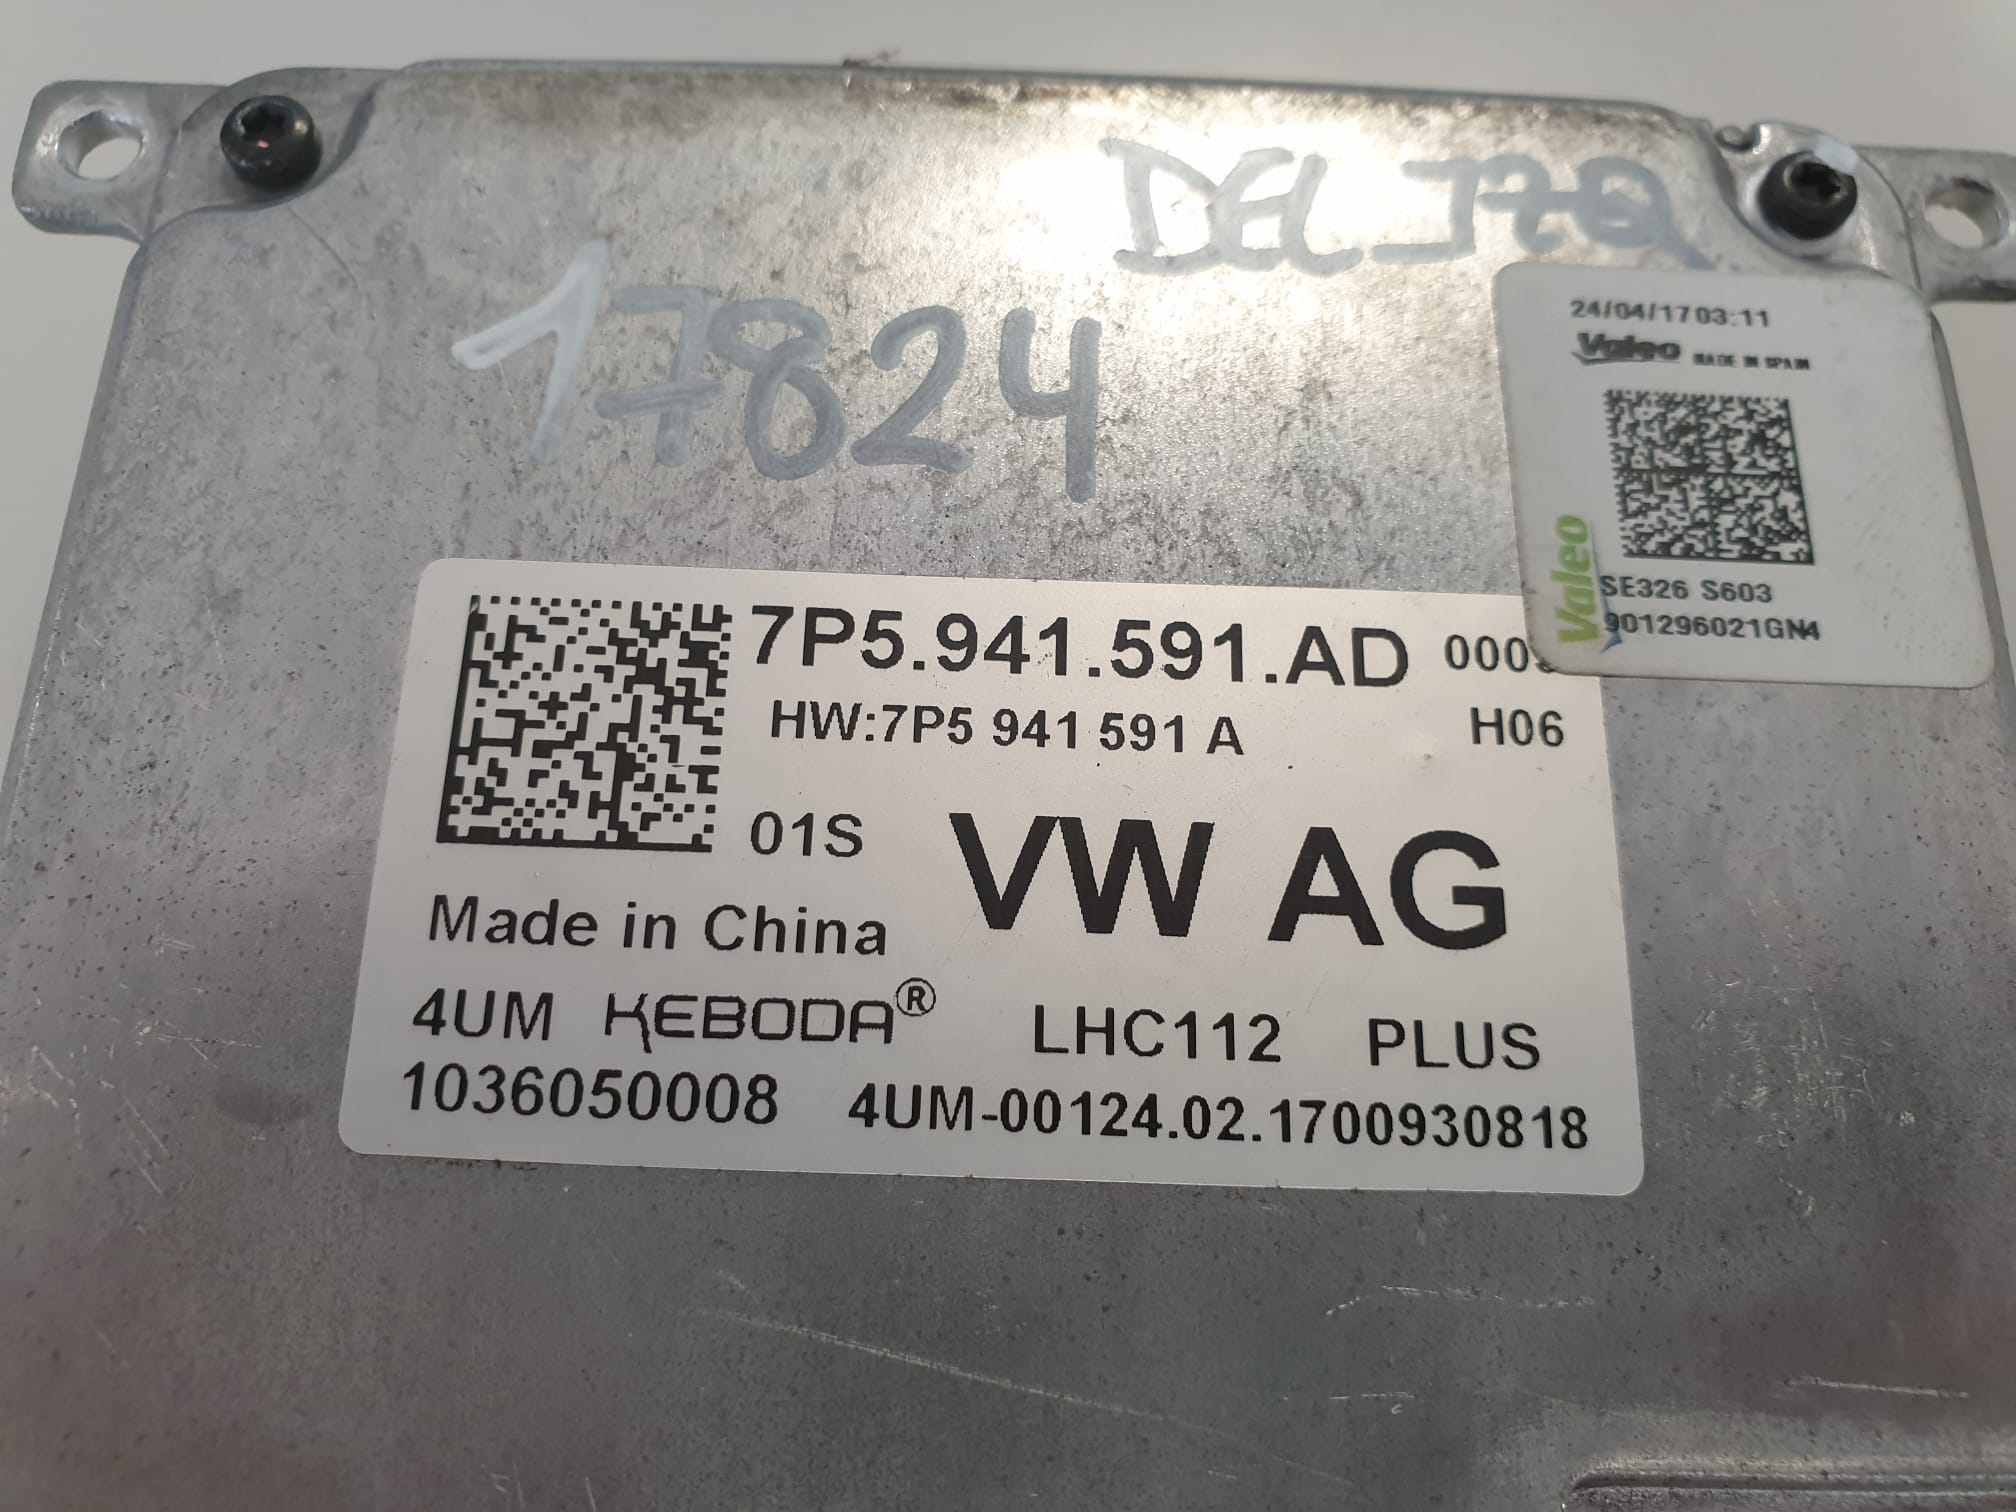 DEL IZQ
17824
24/04/17 03:11
Valeo MADE IN SPAIN
Valeo
SE326 S603
901296021GN4
7P5.941.591.AD
HW:7P5 941 591 A H06
01S VW AG
Made in China
4UM KEBODA® LHC112 PLUS
1036050008 4UM-00124.02.1700930818